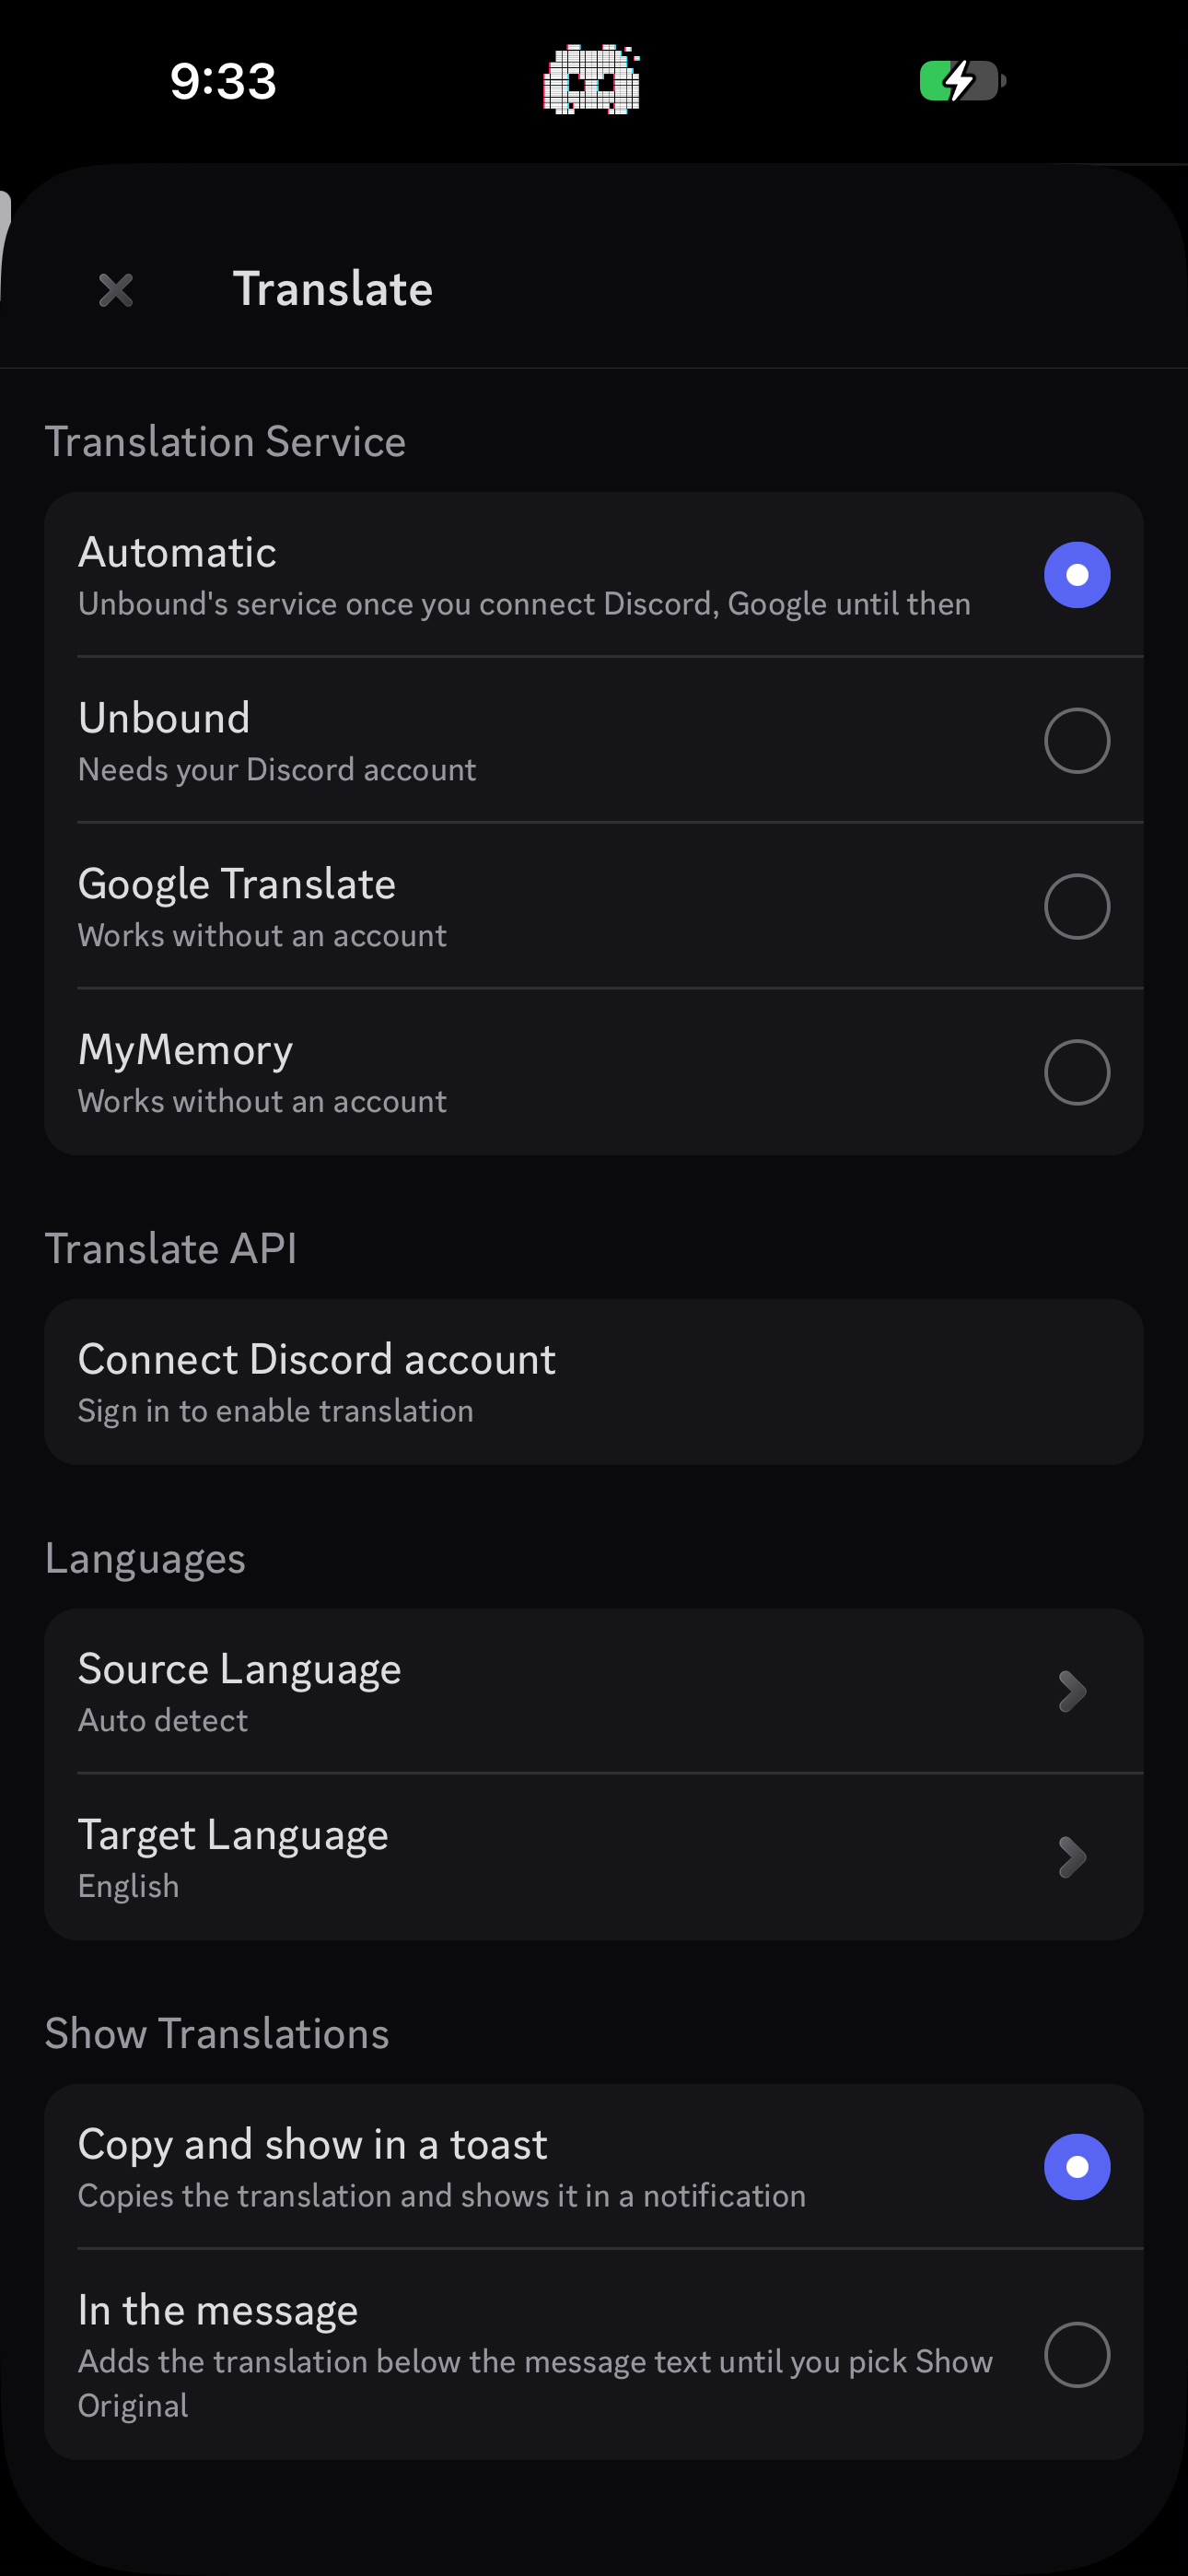 9:33
Translate
Translation Service
Automatic
Unbound's service once you connect Discord, Google until then
Unbound
Needs your Discord account
Google Translate
Works without an account
MyMemory
Works without an account
Translate API
Connect Discord account
Sign in to enable translation
Languages
Source Language
Auto detect
Target Language
English
Show Translations
Copy and show in a toast
Copies the translation and shows it in a notification
In the message
Adds the translation below the message text until you pick Show
Original